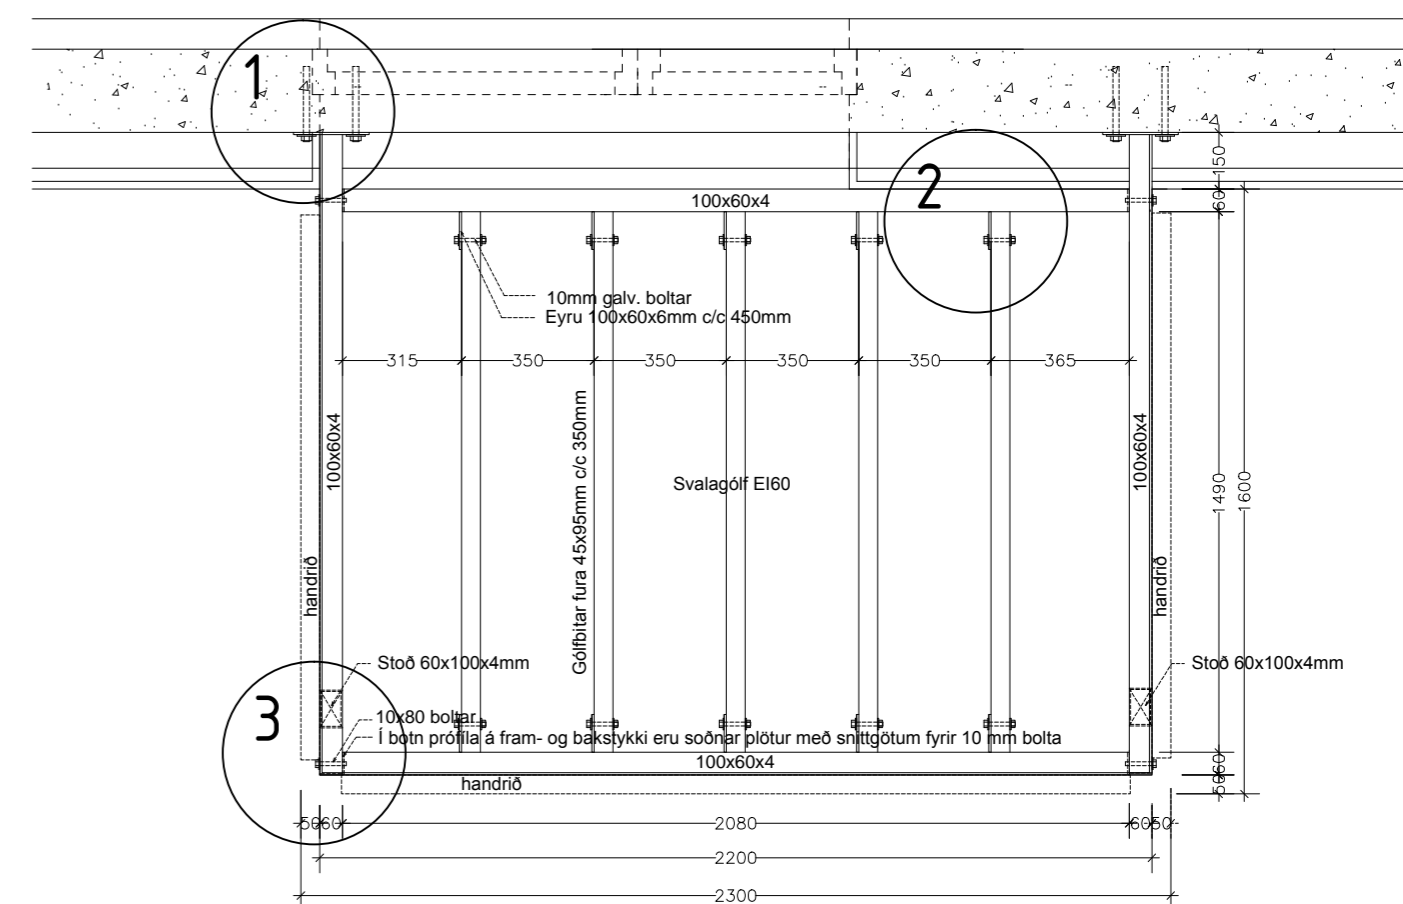 1
2
150
100x60x4
60
10mm galv. boltar
Eyru 100x60x6mm c/c 450mm
315
350
350
350
350
365
100x60x4
Gólfbitar fura 45x95mm c/c 350mm
100x60x4
Svalagólf EI60
1490
1600
handrið
handrið
Stoð 60x100x4mm
Stoð 60x100x4mm
3
10x80 boltar
Í botn prófíla á fram- og bakstykki eru soðnar plötur með snittgötum fyrir 10 mm bolta
100x60x4
60
50
handrið
50
60
2080
60
50
2200
2300